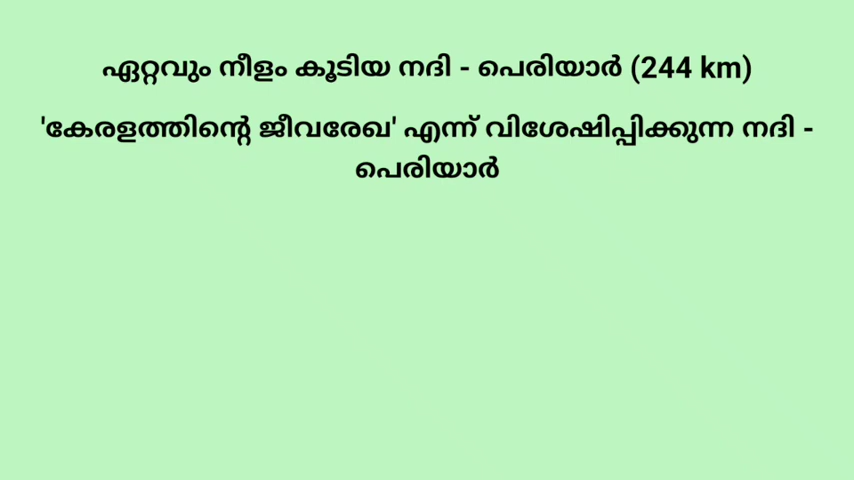 ഏറ്റവും നീളം കൂടിയ നദി - പെരിയാർ (244 km)
'കേരളത്തിന്റെ ജീവരേഖ' എന്ന് വിശേഷിപ്പിക്കുന്ന നദി -
പെരിയാർ